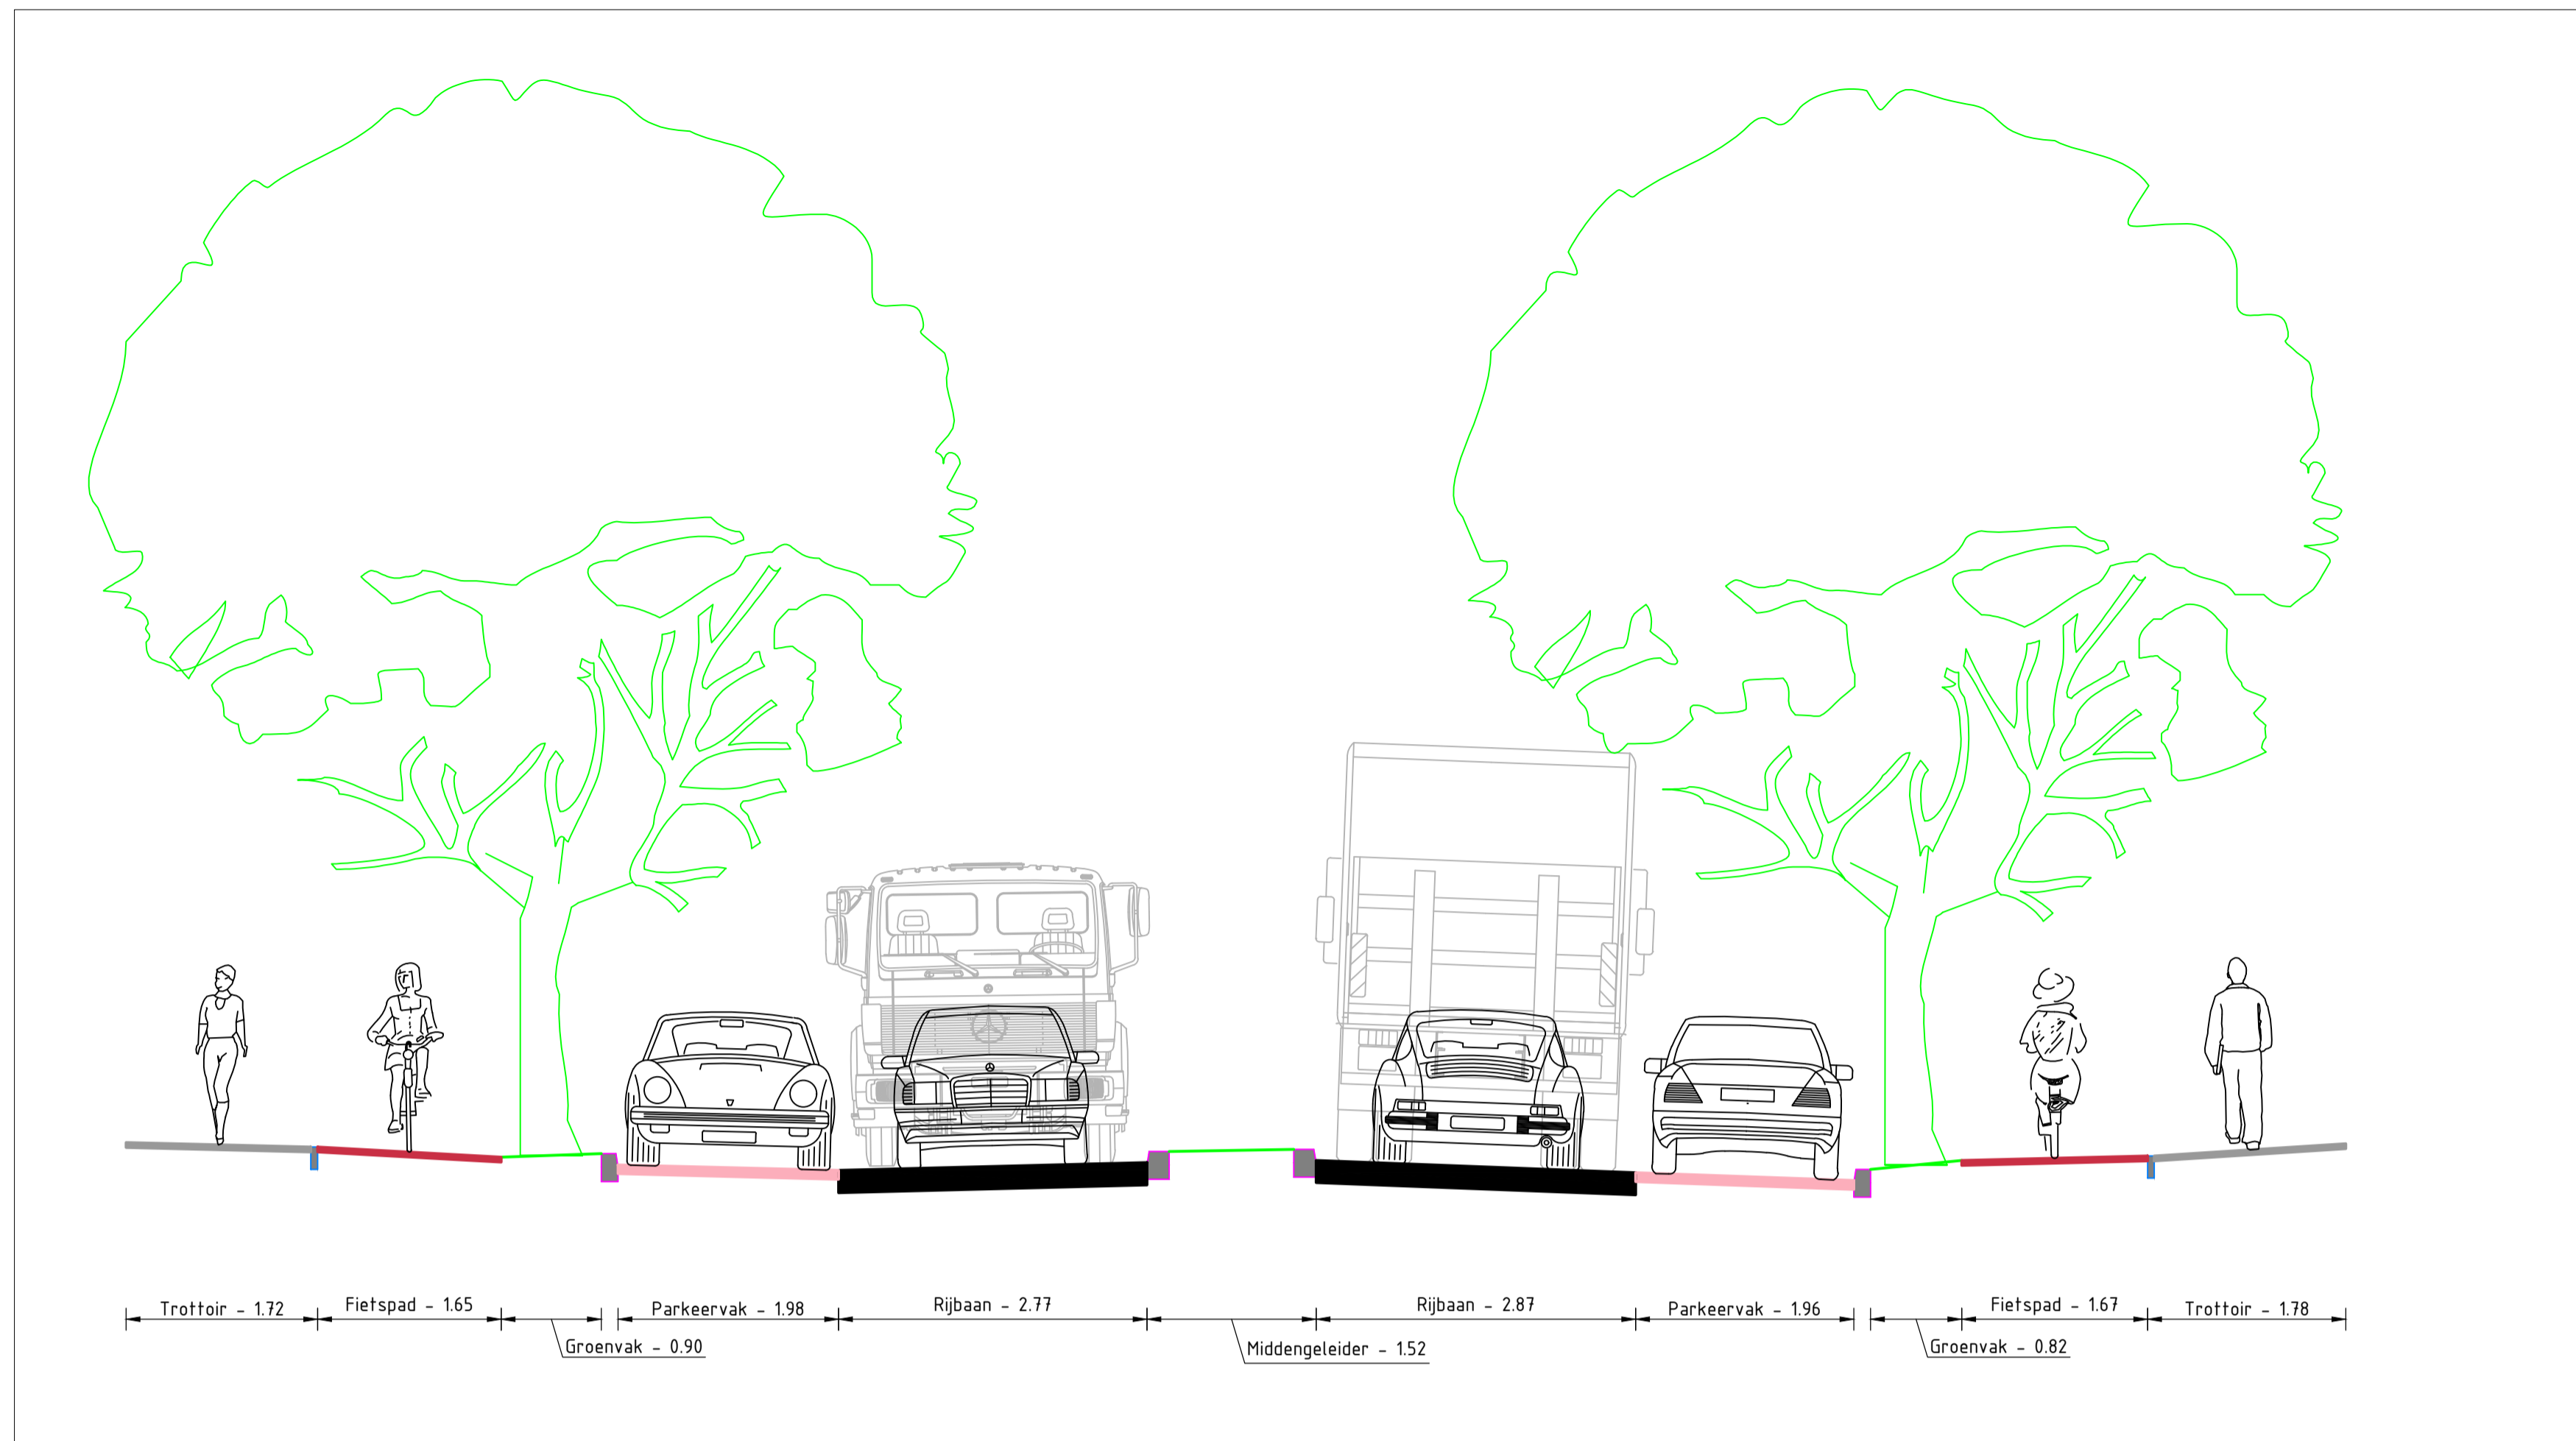 Trottoir - 1.72
Fietspad - 1.65
Groenvak - 0.90
Parkeervak - 1.98
Rijbaan - 2.77
Middengeleider - 1.52
Rijbaan - 2.87
Parkeervak - 1.96
Groenvak - 0.82
Fietspad - 1.67
Trottoir - 1.78